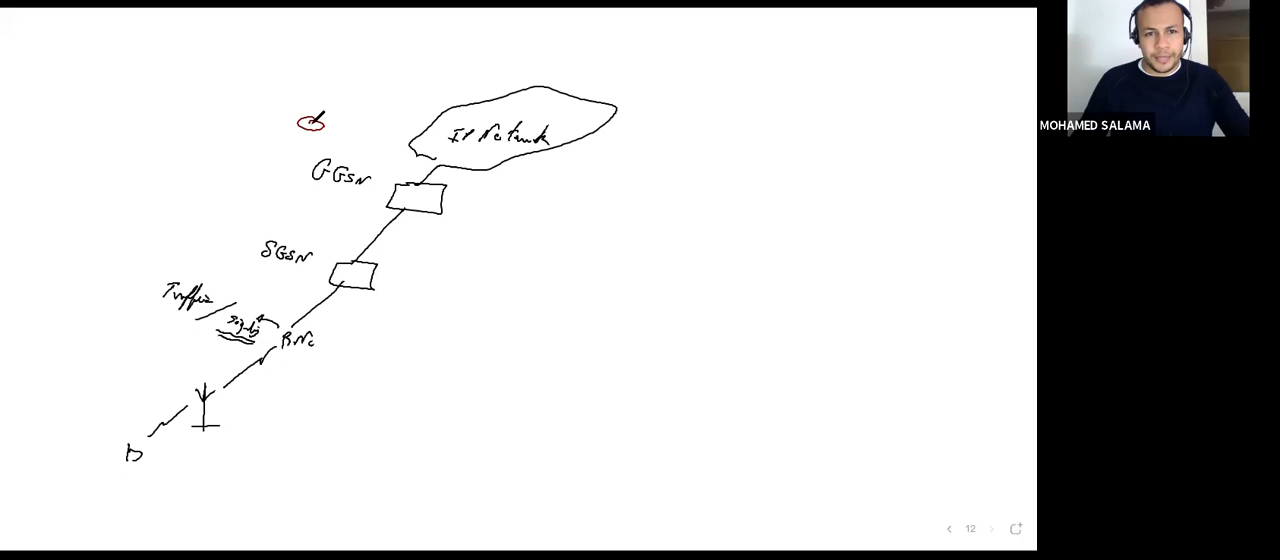 MOHAMED SALAMA
IP Network
GGSN
SGSN
Traffic
RNC
12